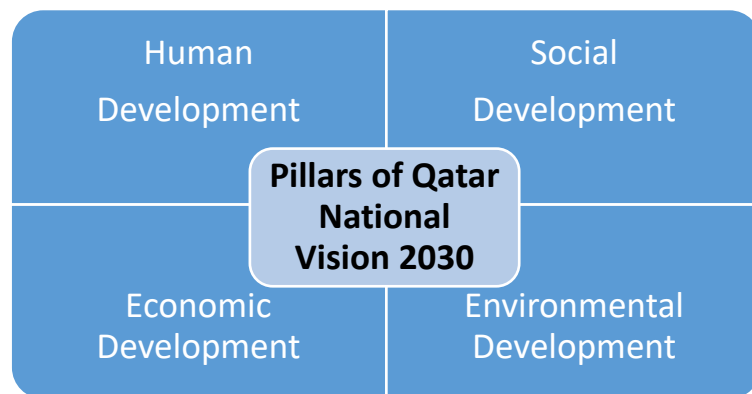 Human
Development
Social
Development
Pillars of Qatar
National
Vision 2030
Economic
Development
Environmental
Development